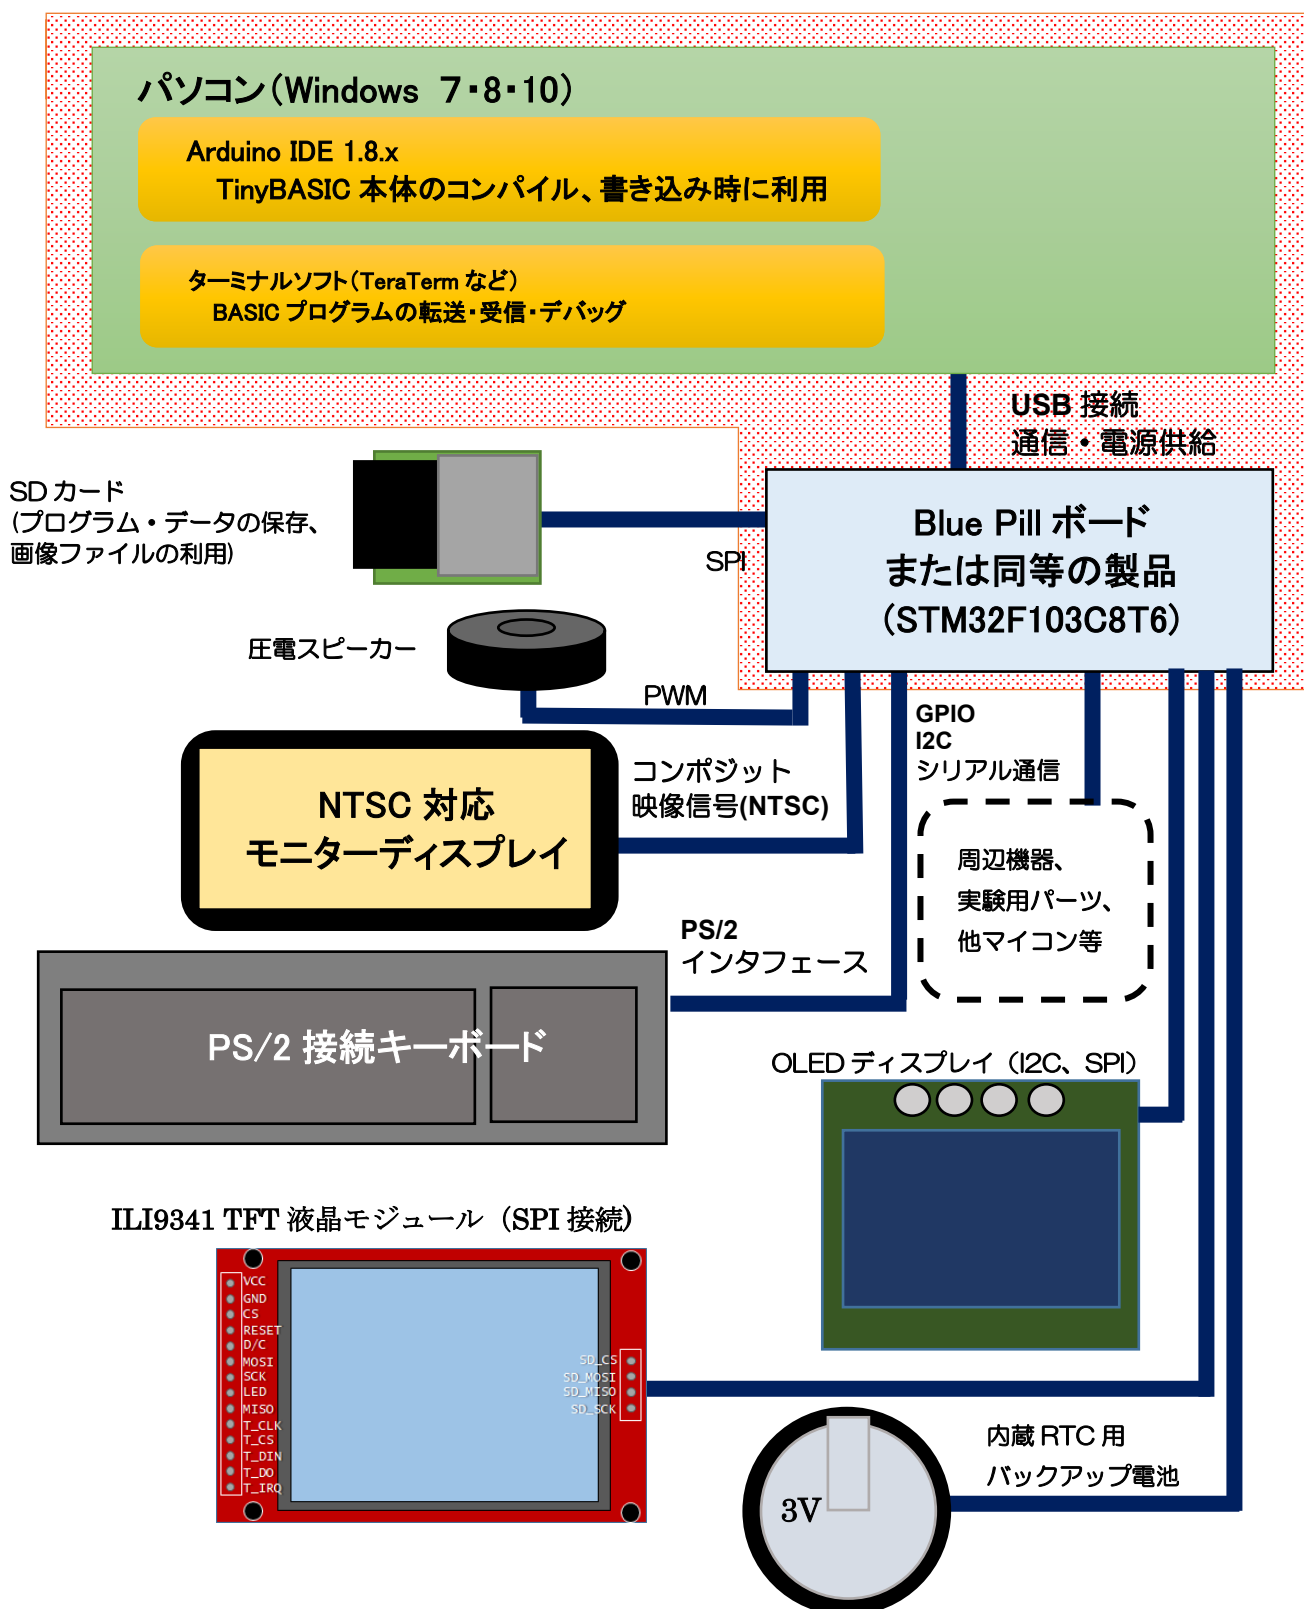 パソコン（Windows 7・8・10）
Arduino IDE 1.8.x
TinyBASIC 本体のコンパイル、書き込み時に利用
ターミナルソフト（TeraTerm など）
BASIC プログラムの転送・受信・デバッグ
USB 接続
通信・電源供給
SD カード
(プログラム・データの保存、
画像ファイルの利用)
SPI
Blue Pill ボード
または同等の製品
（STM32F103C8T6）
圧電スピーカー
PWM
GPIO
I2C
シリアル通信
コンポジット
映像信号(NTSC)
NTSC 対応
モニターディスプレイ
周辺機器、
実験用パーツ、
他マイコン等
PS/2
インタフェース
PS/2 接続キーボード
OLED ディスプレイ（I2C、SPI）
ILI9341 TFT 液晶モジュール（SPI 接続)
VCC
GND
CS
RESET
D/C
MOSI
SCK
LED
MISO
T_CLK
T_CS
T_DIN
T_DO
T_IRQ
SD_CS
SD_MOSI
SD_MISO
SD_SCK
内蔵 RTC 用
バックアップ電池
3V